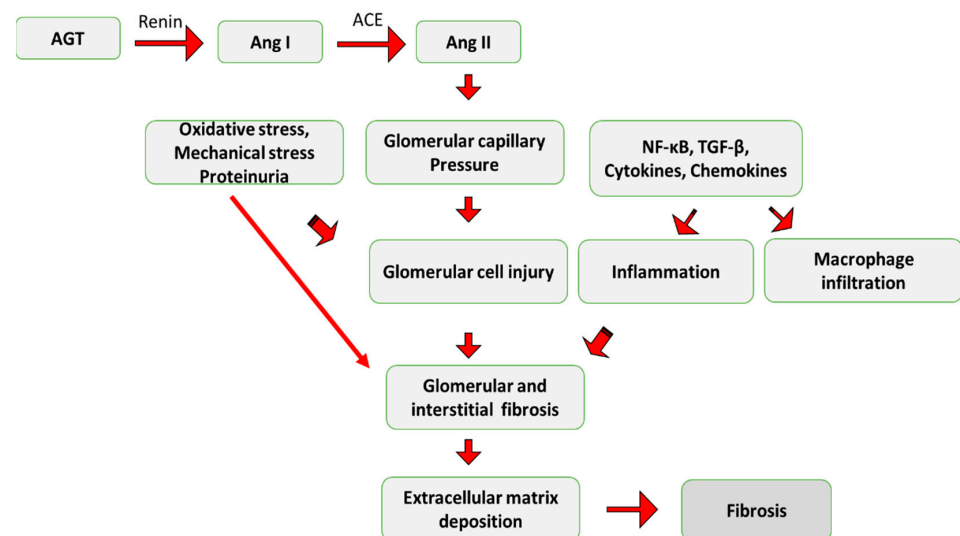 Renin
ACE
AGT
Ang I
Ang II
Oxidative stress,
Mechanical stress
Proteinuria
Glomerular capillary
Pressure
NF-κB, TGF-β,
Cytokines, Chemokines
Glomerular cell injury
Inflammation
Macrophage
infiltration
Glomerular and
interstitial fibrosis
Extracellular matrix
deposition
Fibrosis